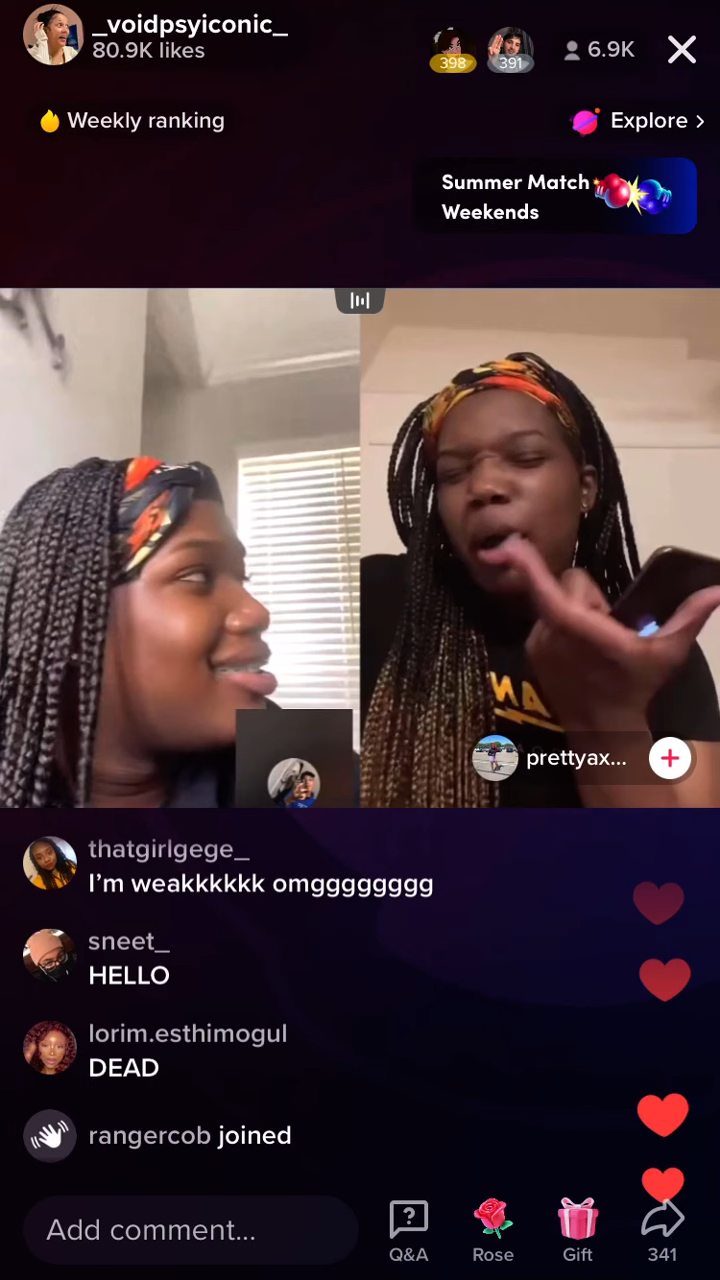 _voidpsyiconic_
80.9K likes
398
391
6.9K
Weekly ranking
Explore >
Summer Match
Weekends
prettyax...
thatgirlgege_
I'm weakkkkkk omgggggggg
sneet_
HELLO
lorim.esthimogul
DEAD
rangercob joined
Add comment...
Q&A
Rose
Gift
341